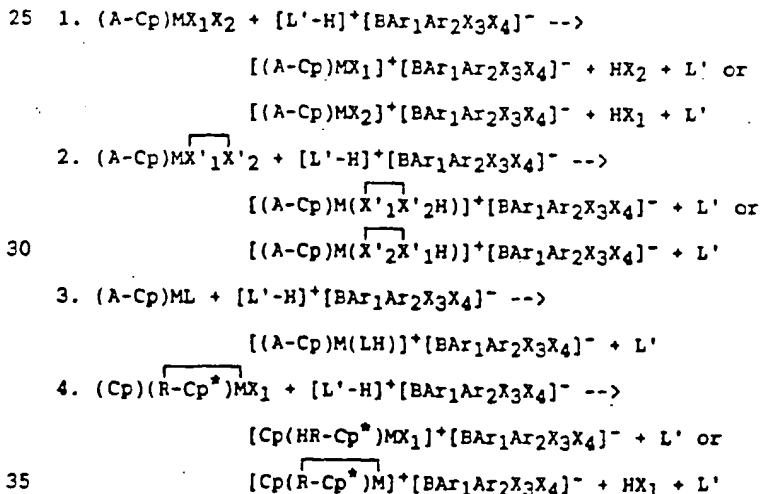 25 1. (A-Cp)MX₁X₂ + [L'-H]⁺[BAr₁Ar₂X₃X₄]⁻ -->
[(A-Cp)MX₁]⁺[BAr₁Ar₂X₃X₄]⁻ + HX₂ + L' or
[(A-Cp)MX₂]⁺[BAr₁Ar₂X₃X₄]⁻ + HX₁ + L'
2. (A-Cp)MX'₁X'₂ + [L'-H]⁺[BAr₁Ar₂X₃X₄]⁻ -->
[(A-Cp)M(X'₁X'₂H)]⁺[BAr₁Ar₂X₃X₄]⁻ + L' or
30 [(A-Cp)M(X'₂X'₁H)]⁺[BAr₁Ar₂X₃X₄]⁻ + L'
3. (A-Cp)ML + [L'-H]⁺[BAr₁Ar₂X₃X₄]⁻ -->
[(A-Cp)M(LH)]⁺[BAr₁Ar₂X₃X₄]⁻ + L'
4. (Cp)(R-Cp*)MX₁ + [L'-H]⁺[BAr₁Ar₂X₃X₄]⁻ -->
[Cp(HR-Cp*)MX₁]⁺[BAr₁Ar₂X₃X₄]⁻ + L' or
35 [Cp(R-Cp*)M]⁺[BAr₁Ar₂X₃X₄]⁻ + HX₁ + L'